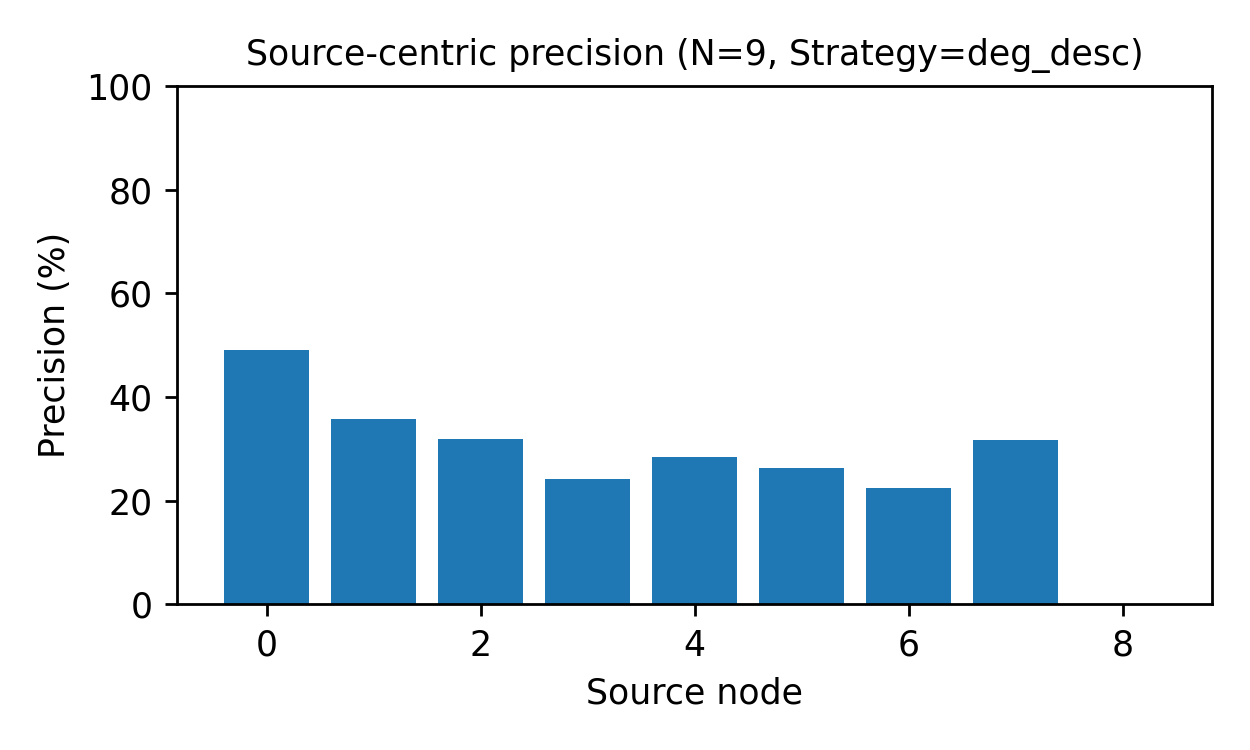 Source-centric precision (N=9, Strategy=deg_desc)
100
80
60
40
20
0
Precision (%)
0 2 4 6 8
Source node